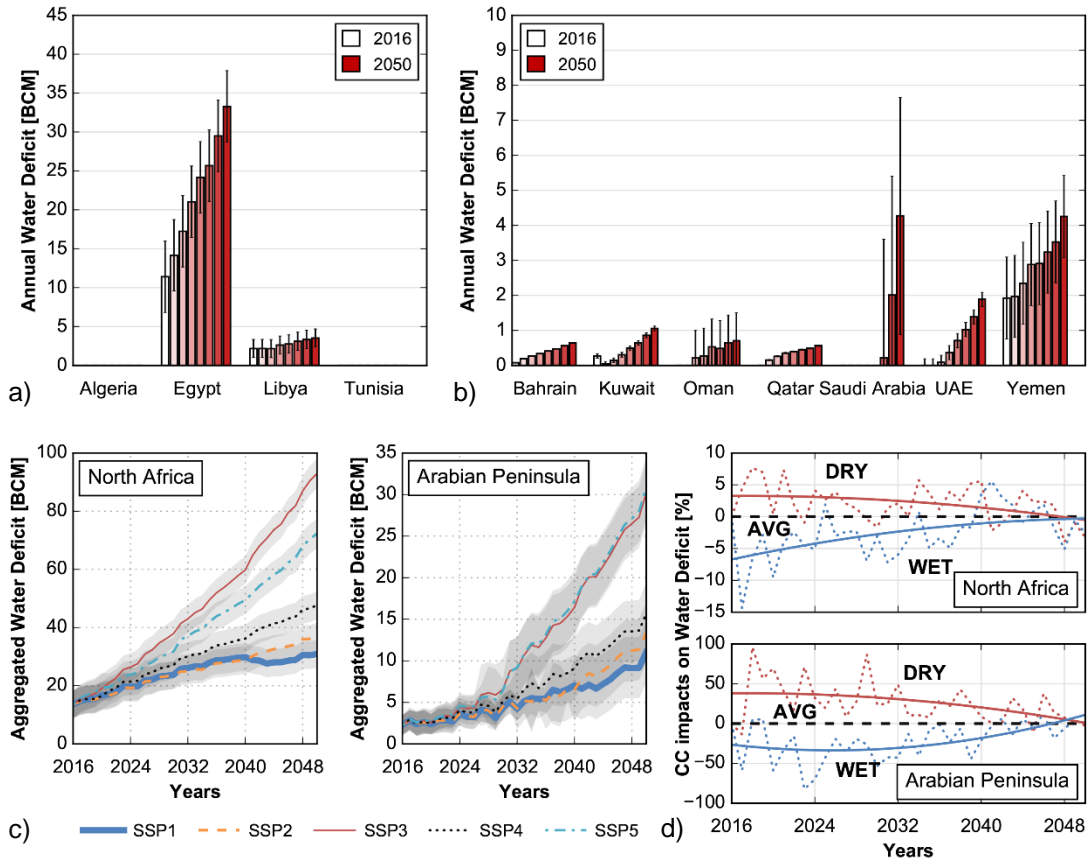 Annual Water Deficit [BCM]
45
40
35
30
25
20
15
10
5
0
2016
2050
Algeria Egypt Libya Tunisia
a)
Annual Water Deficit [BCM]
10
9
8
7
6
5
4
3
2
1
0
2016
2050
Bahrain Kuwait Oman Qatar Saudi Arabia UAE Yemen
b)
Aggregated Water Deficit [BCM]
100
80
60
40
20
0
North Africa
2016 2024 2032 2040 2048
Years
c)
Aggregated Water Deficit [BCM]
35
30
25
20
15
10
5
0
Arabian Peninsula
2016 2024 2032 2040 2048
Years
SSP1 SSP2 SSP3 SSP4 SSP5
CC impacts on Water Deficit [%]
10
5
0
−5
−10
−15
DRY
AVG
WET
North Africa
2016 2024 2032 2040 2048
100
50
0
−50
−100
DRY
AVG
WET
Arabian Peninsula
2016 2024 2032 2040 2048
Years
d)